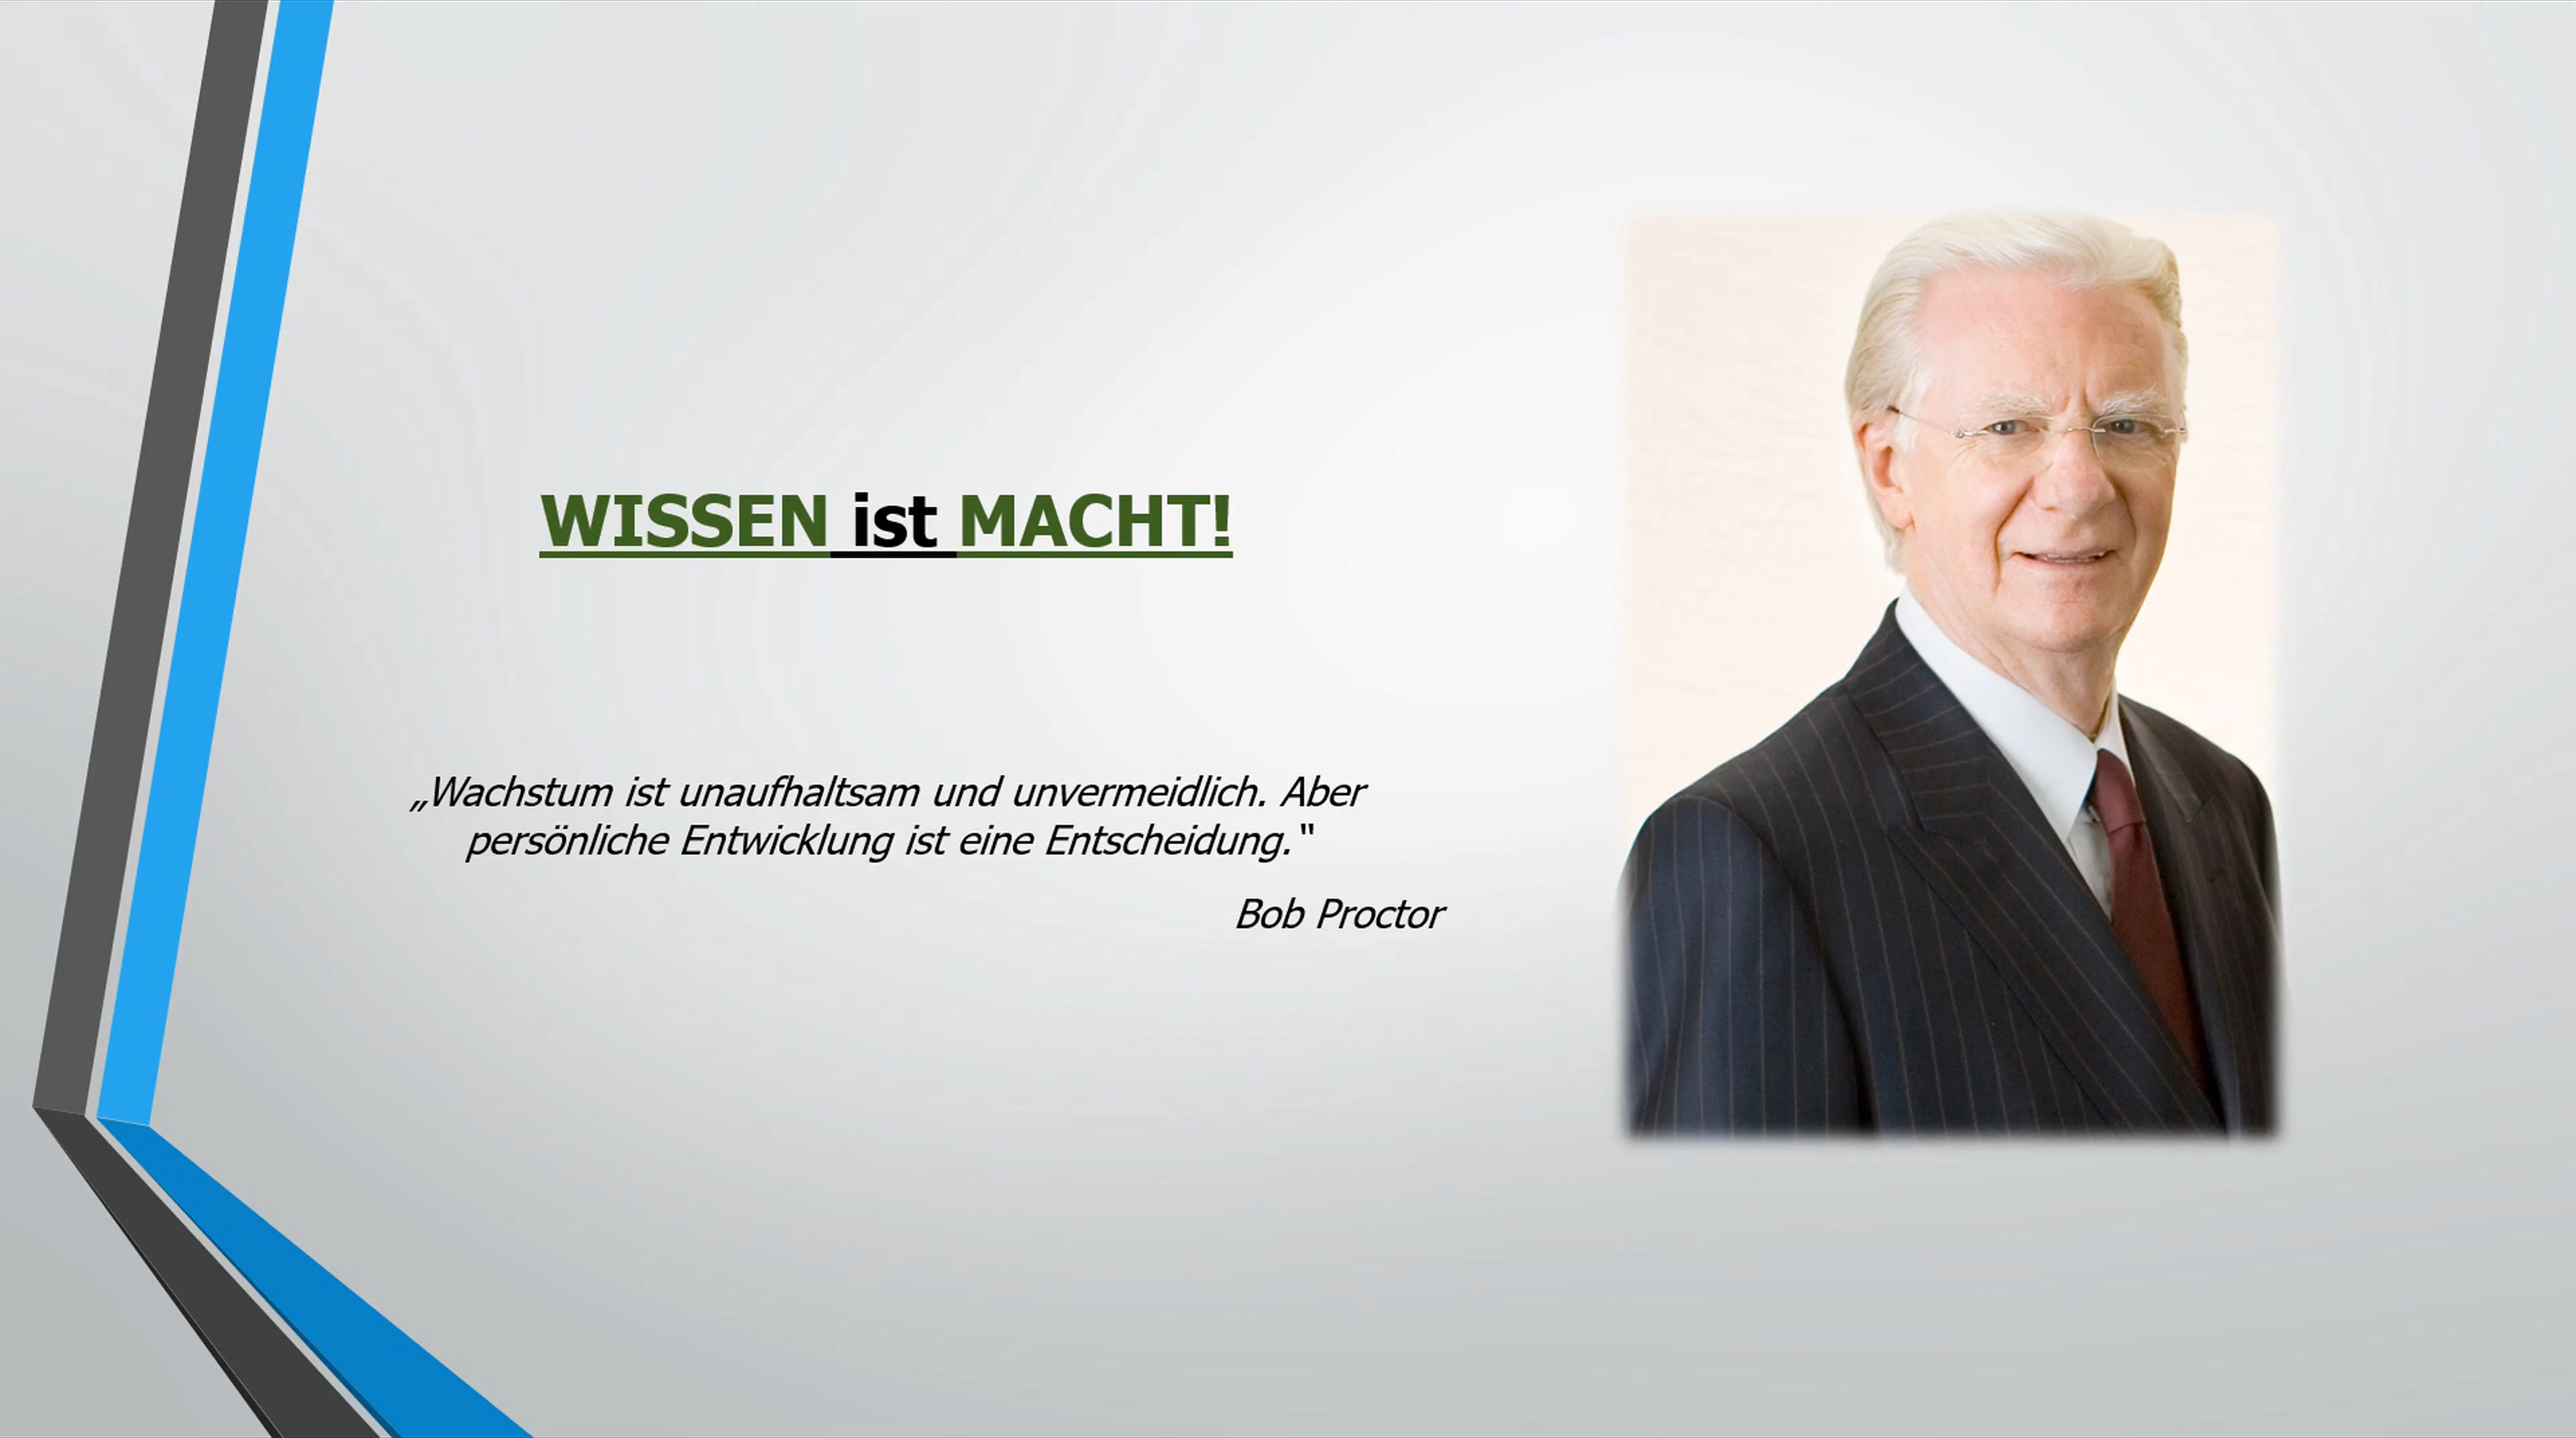 WISSEN ist MACHT!
„Wachstum ist unaufhaltsam und unvermeidlich. Aber
persönliche Entwicklung ist eine Entscheidung."
Bob Proctor